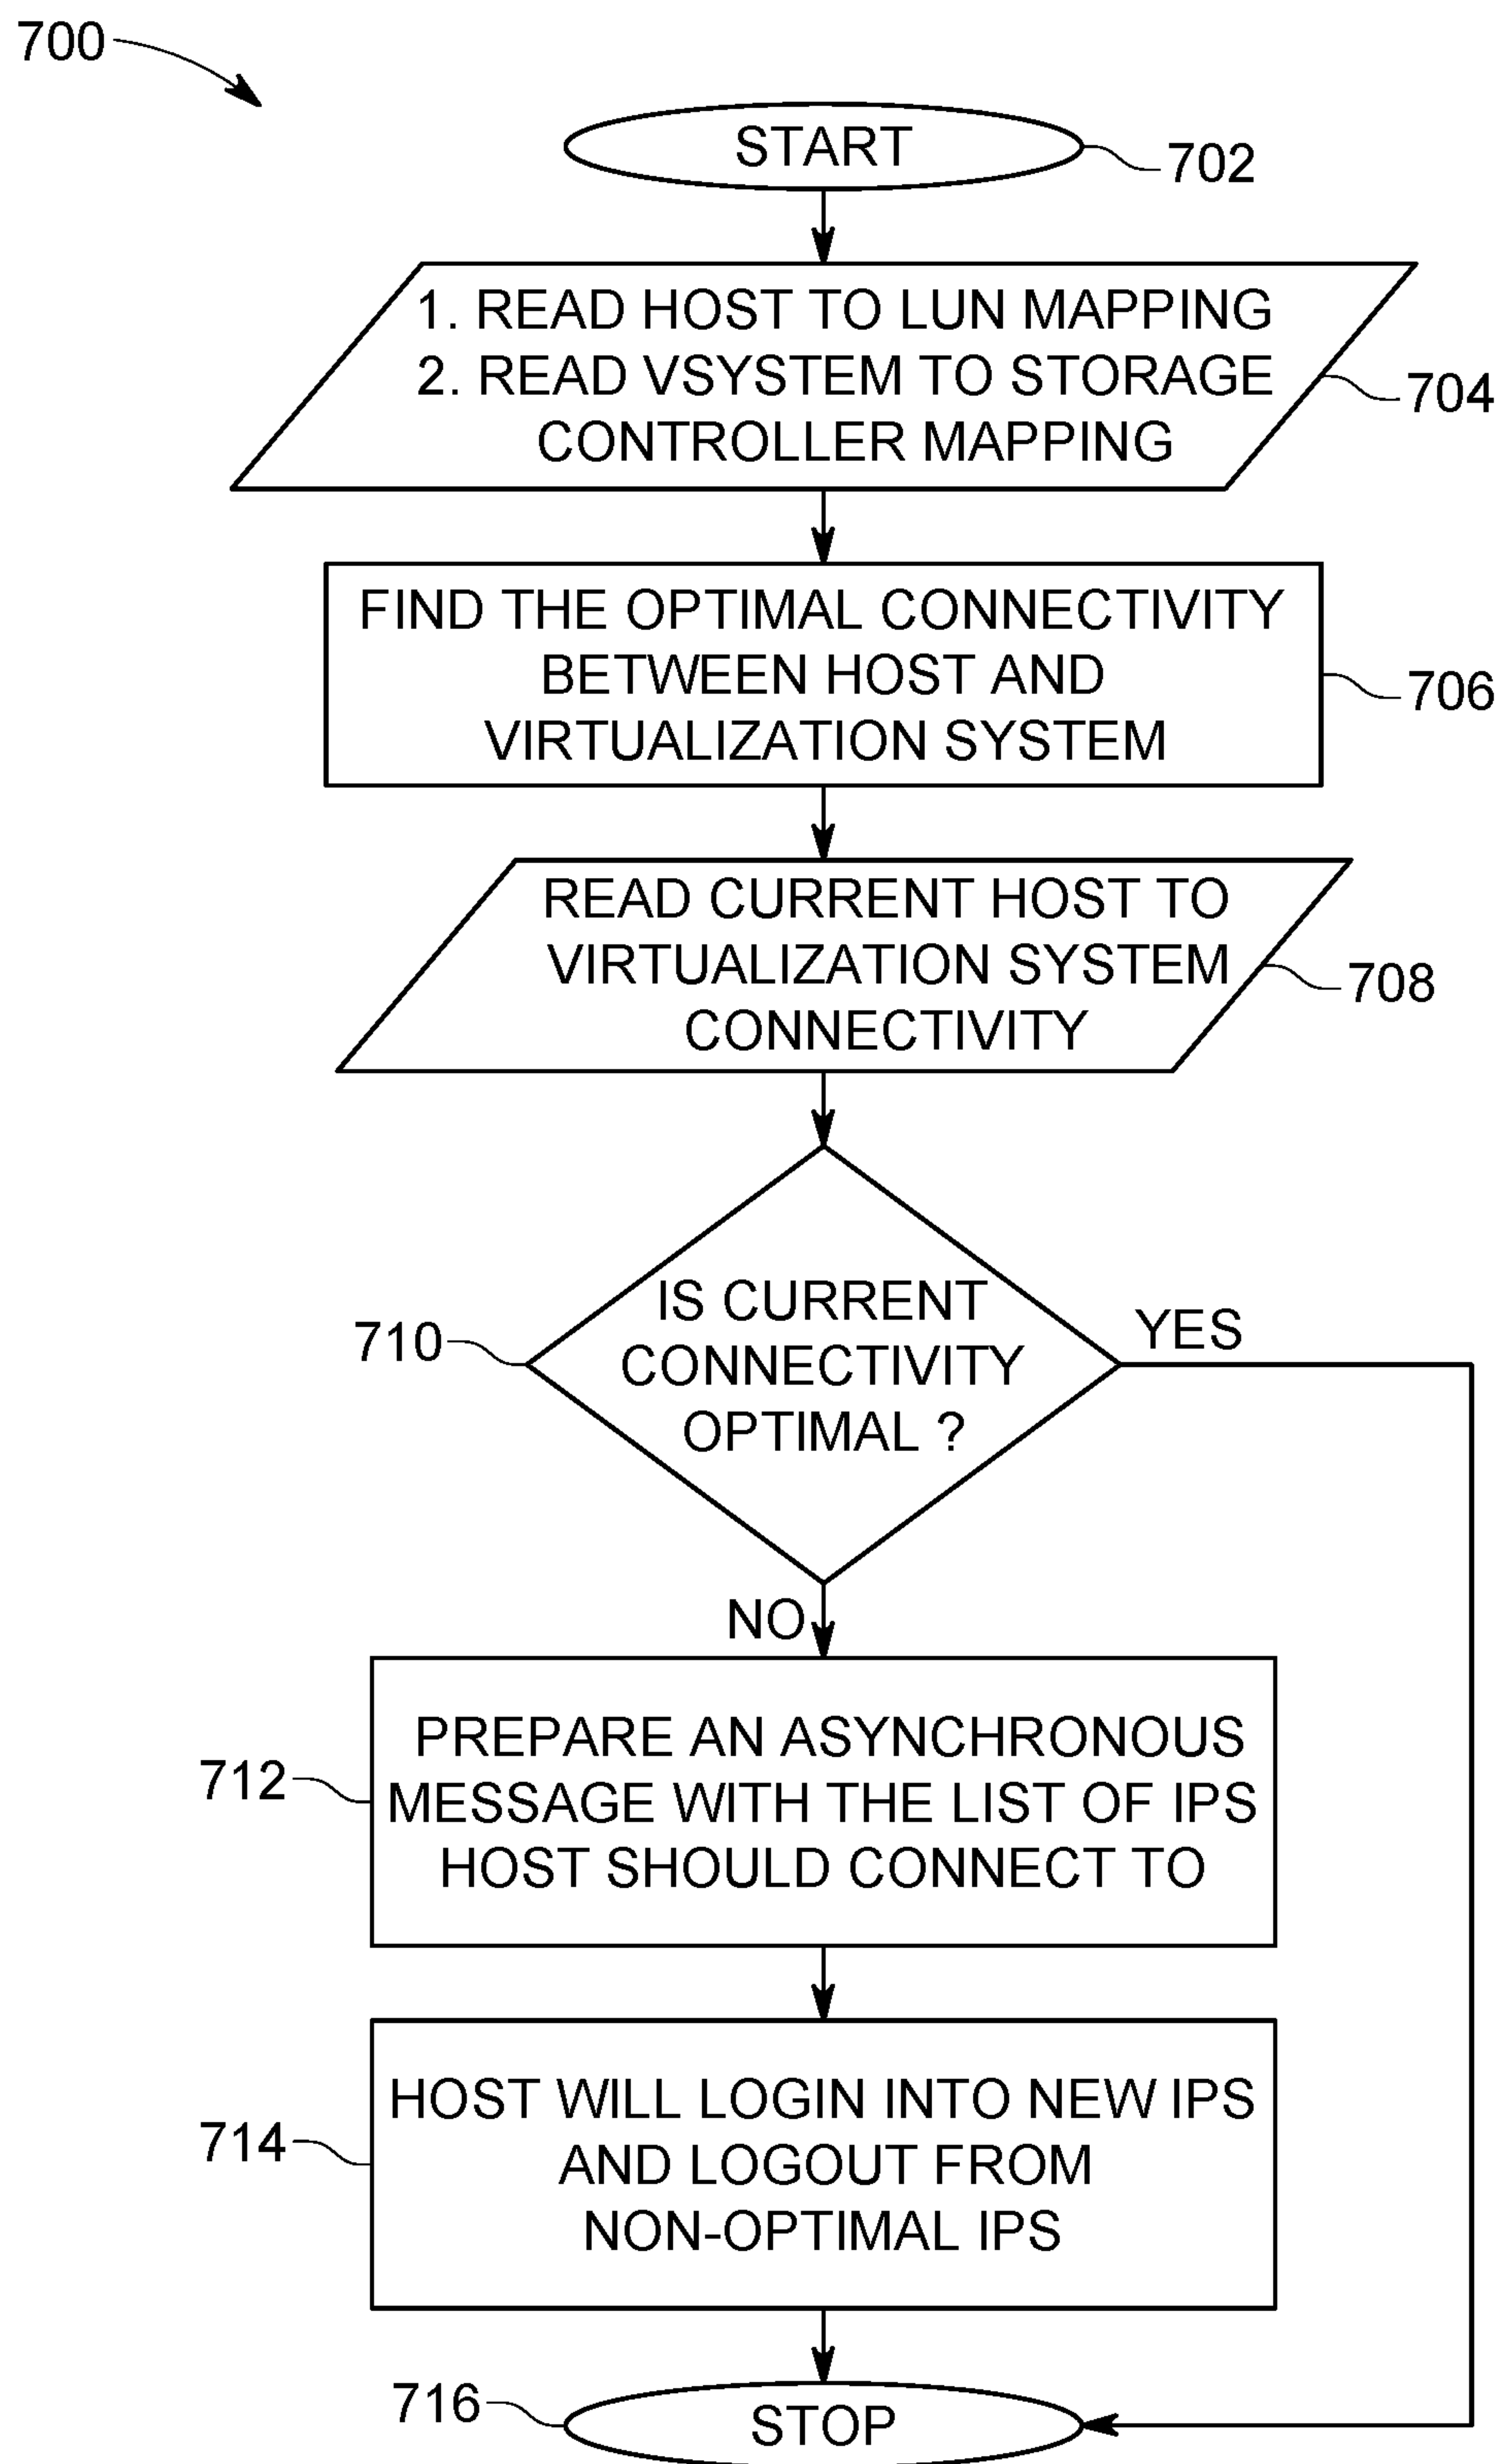 700
START
702
1. READ HOST TO LUN MAPPING
2. READ VSYSTEM TO STORAGE
CONTROLLER MAPPING
704
FIND THE OPTIMAL CONNECTIVITY
BETWEEN HOST AND
VIRTUALIZATION SYSTEM
706
READ CURRENT HOST TO
VIRTUALIZATION SYSTEM
CONNECTIVITY
708
710
IS CURRENT
CONNECTIVITY
OPTIMAL ?
YES
NO
712
PREPARE AN ASYNCHRONOUS
MESSAGE WITH THE LIST OF IPS
HOST SHOULD CONNECT TO
714
HOST WILL LOGIN INTO NEW IPS
AND LOGOUT FROM
NON-OPTIMAL IPS
716
STOP